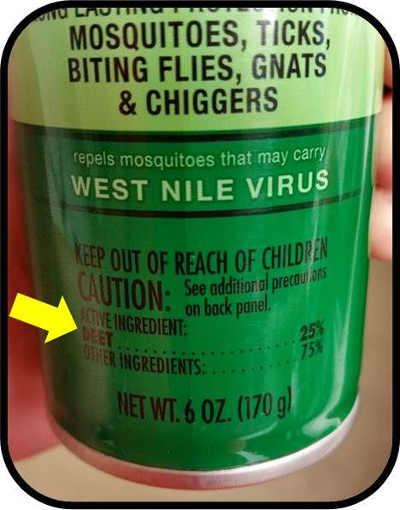 MOSQUITOES, TICKS,
BITING FLIES, GNATS
& CHIGGERS
repels mosquitoes that may carry
WEST NILE VIRUS
KEEP OUT OF REACH OF CHILDREN
CAUTION: See additional precautions
on back panel.
ACTIVE INGREDIENT:
DEET . . . . . . . . . . . . . . . . . . . . 25%
OTHER INGREDIENTS: . . . . . . . . . 75%
NET WT. 6 OZ. (170 g)